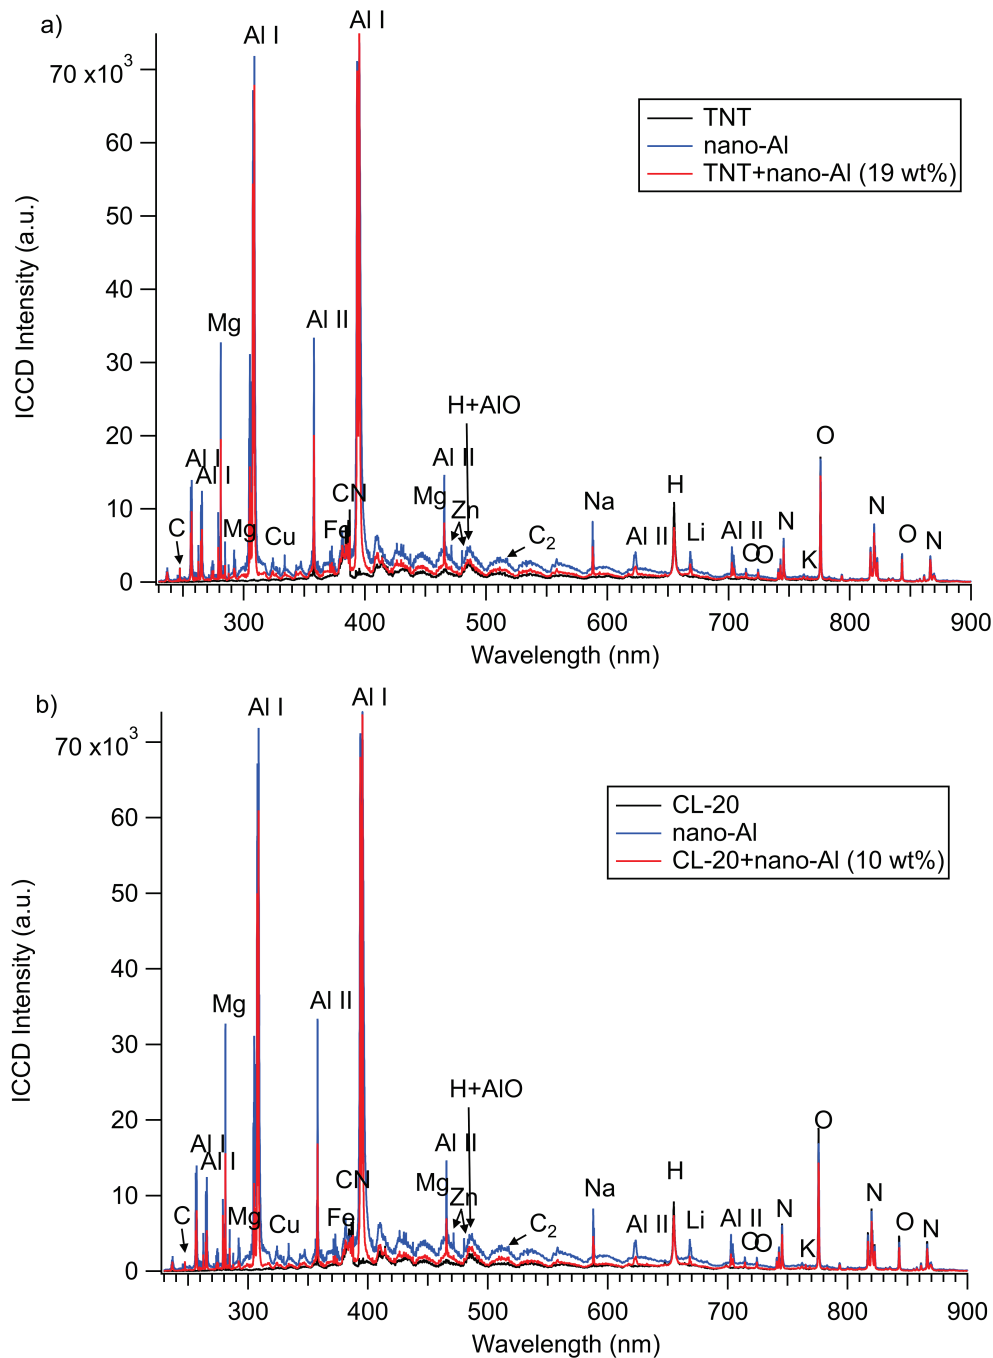 a)
Al I
Al I
70 x10³
TNT
nano-Al
TNT+nano-Al (19 wt%)
60
50
40
Mg
Al II
30
H+AlO
20
O
Al I
Al I
Al II
CN
Mg
Zn
Na
H
N
N
10
C
Mg
Cu
Fe
C₂
Al II
Li
Al II
O
O
K
O
N
0
300
400
500
600
700
800
900
Wavelength (nm)
ICCD Intensity (a.u.)
b)
Al I
Al I
70 x10³
CL-20
nano-Al
CL-20+nano-Al (10 wt%)
60
50
40
Mg
Al II
30
H+AlO
20
O
Al I
Al I
Al II
CN
Mg
Zn
Na
H
N
N
10
C
Mg
Cu
Fe
C₂
Al II
Li
Al II
O
O
K
O
N
0
300
400
500
600
700
800
900
Wavelength (nm)
ICCD Intensity (a.u.)